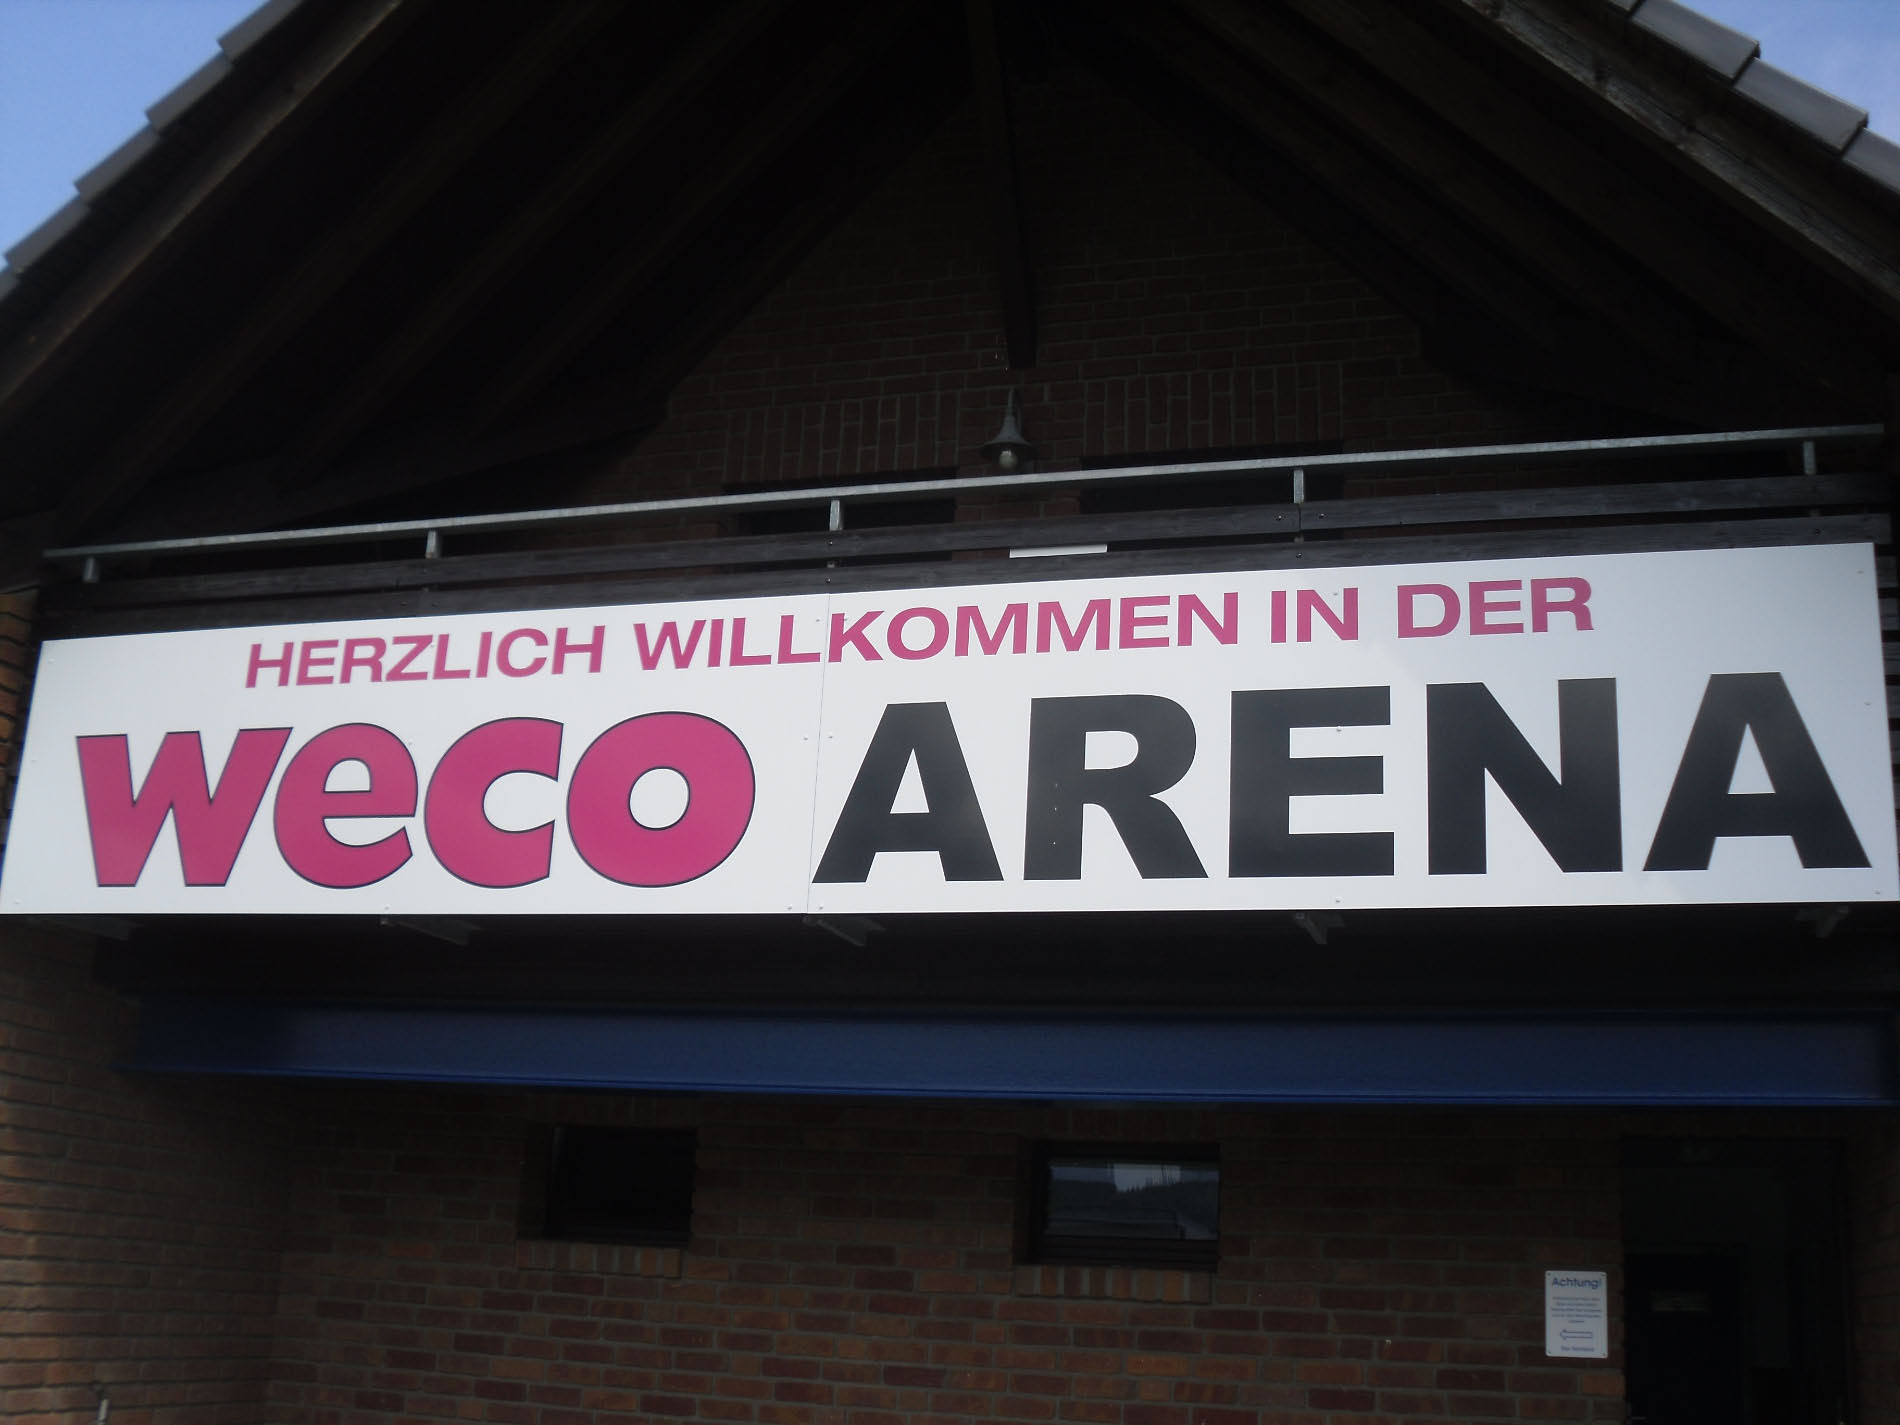 HERZLICH WILLKOMMEN IN DER
weco ARENA
Achtung!